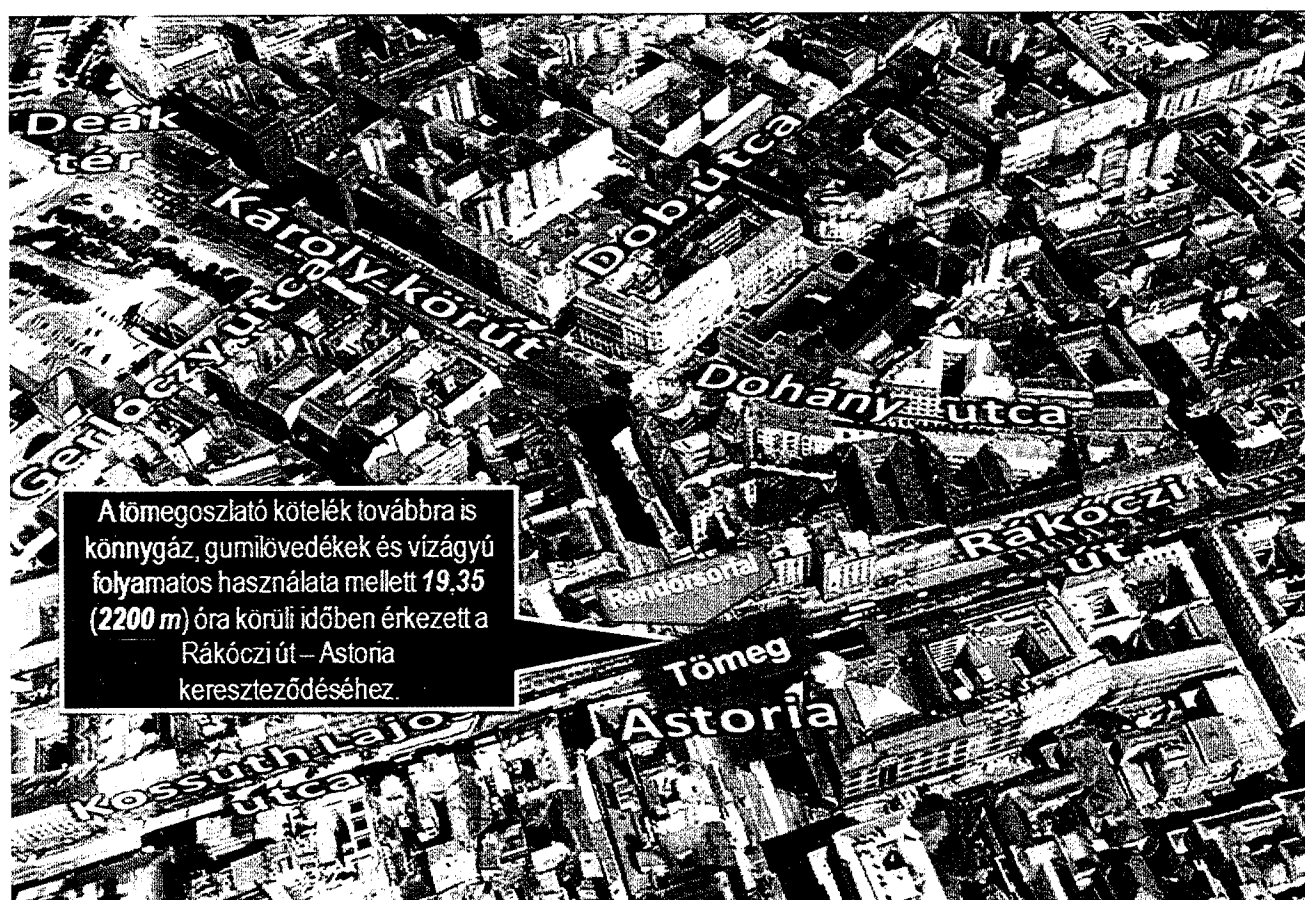 Deák
tér
Károly körút
Dob utca
Gerlóczy utca
Dohány utca
A tömegoszlató kötelék továbbra is
könnygáz, gumilövedékek és vízágyú
folyamatos használata mellett 19,35
(2200 m) óra körüli időben érkezett a
Rákóczi út – Astoria
kereszteződéséhez.
Rákóczi
út
Rendőrsorfal
Tömeg
Astoria
Kossuth Lajos
utca